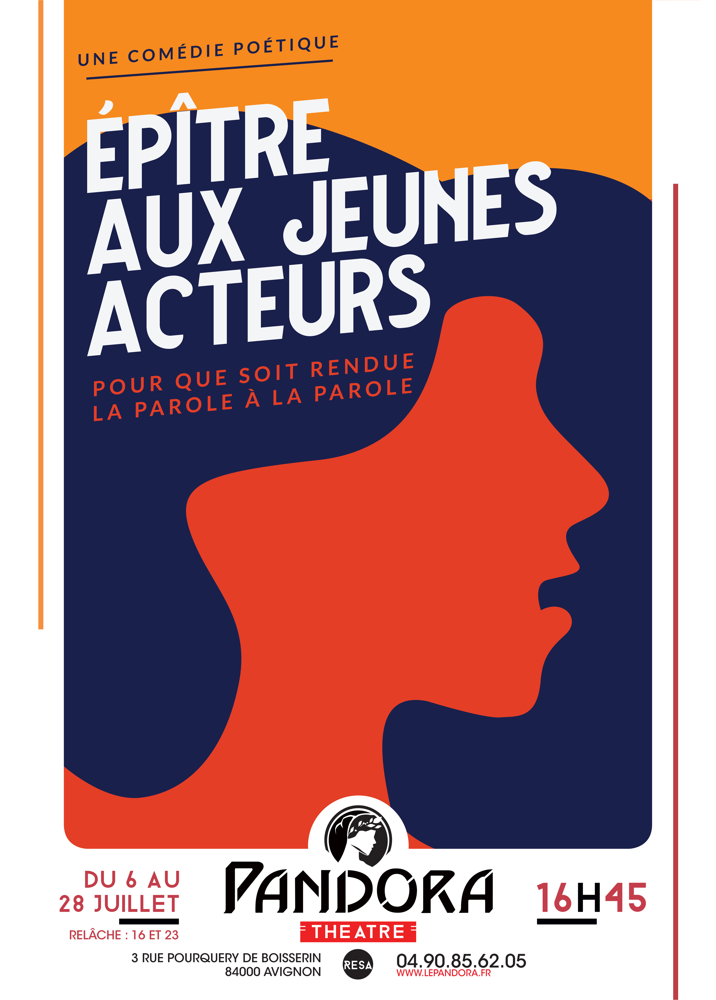 UNE COMÉDIE POÉTIQUE
ÉPÎTRE
AUX JEUNES
ACTEURS
POUR QUE SOIT RENDUE
LA PAROLE À LA PAROLE
DU 6 AU
28 JUILLET
RELÂCHE : 16 ET 23
PANDORA
THEATRE
16H45
3 RUE POURQUERY DE BOISSERIN
84000 AVIGNON
RESA
04.90.85.62.05
WWW.LEPANDORA.FR